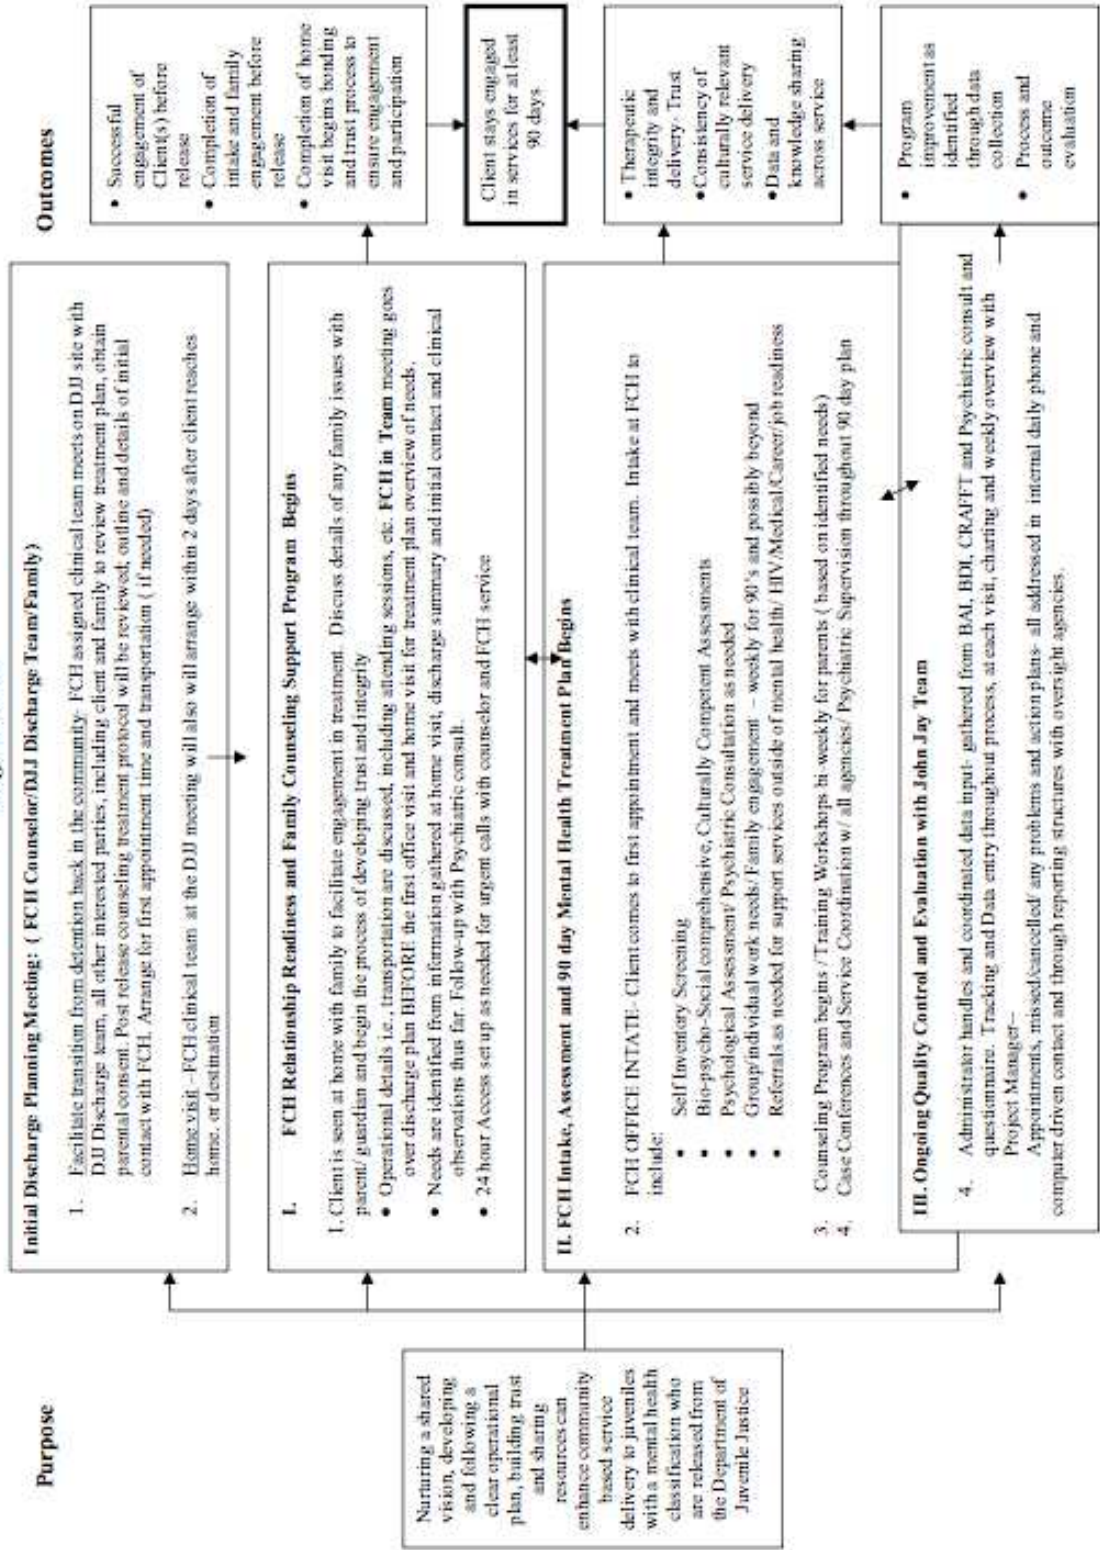 Purpose
Nurturing a shared
vision, developing
and following a
clear operational
plan, building trust
and sharing
resources can
enhance community
based service
delivery to juveniles
with a mental health
classification who
are released from
the Department of
Juvenile Justice
Initial Discharge Planning Meeting: ( FCH Counselor/DJJ Discharge Team/Family)
1. Facilitate transition from detention back in the community- FCH assigned clinical team meets on DJJ site with
DJJ Discharge team, all other interested parties, including client and family to review treatment plan, obtain
parental consent. Post release counseling treatment protocol will be reviewed, outline and details of initial
contact with FCH. Arrange for first appointment time and transportation ( if needed)
2. Home visit –FCH clinical team at the DJJ meeting will also will arrange within 2 days after client reaches
home, or destination
I. FCH Relationship Readiness and Family Counseling Support Program Begins
1. Client is seen at home with family to facilitate engagement in treatment. Discuss details of any family issues with
parent/ guardian and begin the process of developing trust and integrity
• Operational details i.e., transportation are discussed, including attending sessions, etc. FCH in Team meeting goes
over discharge plan BEFORE the first office visit and home visit for treatment plan overview of needs.
• Needs are identified from information gathered at home visit, discharge summary and initial contact and clinical
observations thus far. Follow-up with Psychiatric consult.
• 24 hour Access set up as needed for urgent calls with counselor and FCH service
II. FCH Intake, Assessment and 90 day Mental Health Treatment Plan Begins
2. FCH OFFICE INTATE- Client comes to first appointment and meets with clinical team. Intake at FCH to
include:
• Self Inventory Screening
• Bio-psycho-Social comprehensive, Culturally Competent Assessments
• Psychological Assessment/ Psychiatric Consultation as needed
• Group/individual work needs/ Family engagement – weekly for 90's and possibly beyond
• Referrals as needed for support services outside of mental health/ HIV/Medical/Career/job readiness
3. Counseling Program begins /Training Workshops bi-weekly for parents ( based on identified needs)
4. Case Conferences and Service Coordination w/ all agencies/ Psychiatric Supervision throughout 90 day plan
III. Ongoing Quality Control and Evaluation with John Jay Team
4. Administrator handles and coordinated data input- gathered from BAI, BDI, CRAFFT and Psychiatric consult and
questionnaire. Tracking and Data entry throughout process, at each visit, charting and weekly overview with
Project Manager--
Appointments, missed/cancelled/ any problems and action plans- all addressed in internal daily phone and
computer driven contact and through reporting structures with oversight agencies.
Outcomes
• Successful
engagement of
Client(s) before
release
• Completion of
intake and family
engagement before
release
• Completion of home
visit begins bonding
and trust process to
ensure engagement
and participation
Client stays engaged
in services for at least
90 days
• Therapeutic
integrity and
delivery- Trust
•Consistency of
culturally relevant
service delivery
•Data and
knowledge sharing
across service
• Program
improvement as
identified
through data
collection
• Process and
outcome
evaluation